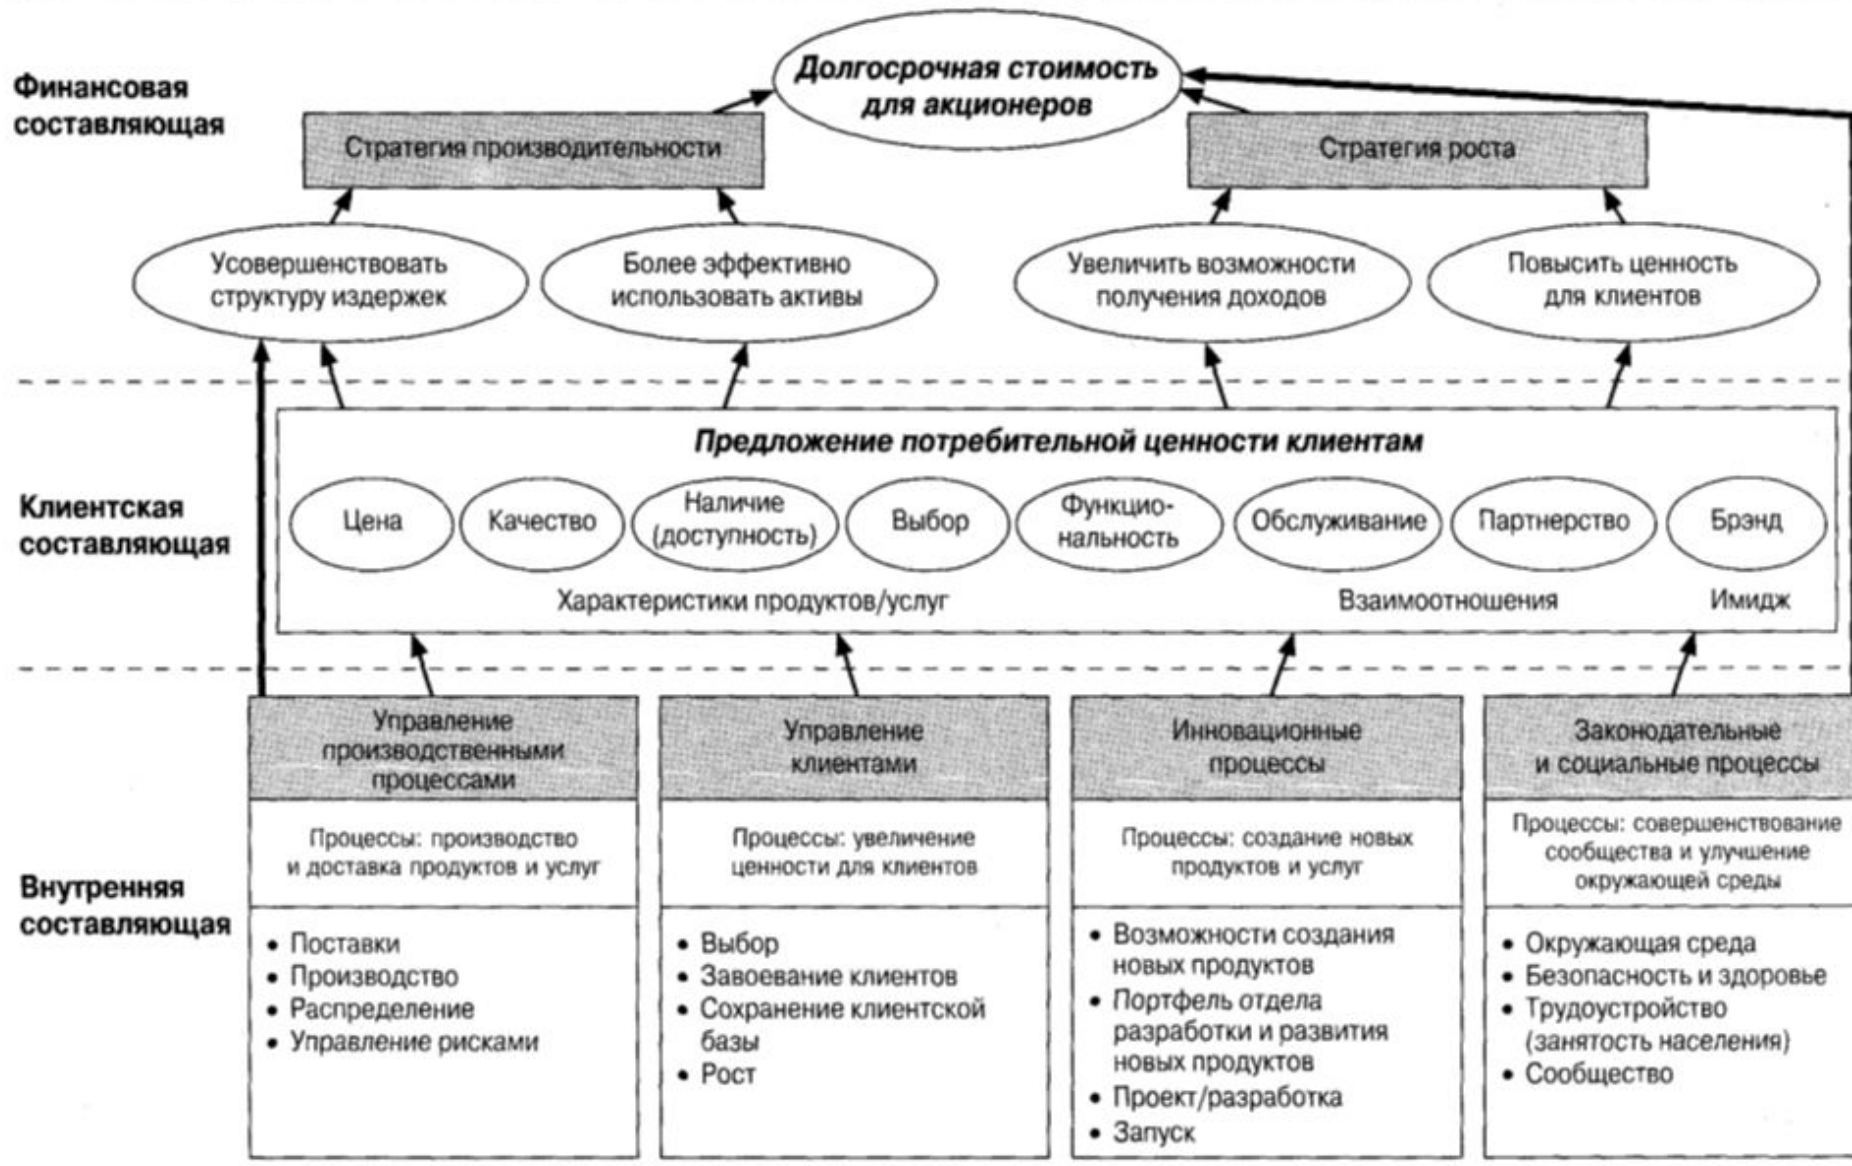 Финансовая
составляющая
Долгосрочная стоимость
для акционеров
Стратегия производительности
Стратегия роста
Усовершенствовать
структуру издержек
Более эффективно
использовать активы
Увеличить возможности
получения доходов
Повысить ценность
для клиентов
Клиентская
составляющая
Предложение потребительной ценности клиентам
Цена
Качество
Наличие
(доступность)
Выбор
Функцио-
нальность
Обслуживание
Партнерство
Брэнд
Характеристики продуктов/услуг
Взаимоотношения
Имидж
Внутренняя
составляющая
Управление
производственными
процессами
Процессы: производство
и доставка продуктов и услуг
• Поставки
• Производство
• Распределение
• Управление рисками
Управление
клиентами
Процессы: увеличение
ценности для клиентов
• Выбор
• Завоевание клиентов
• Сохранение клиентской
базы
• Рост
Инновационные
процессы
Процессы: создание новых
продуктов и услуг
• Возможности создания
новых продуктов
• Портфель отдела
разработки и развития
новых продуктов
• Проект/разработка
• Запуск
Законодательные
и социальные процессы
Процессы: совершенствование
сообщества и улучшение
окружающей среды
• Окружающая среда
• Безопасность и здоровье
• Трудоустройство
(занятость населения)
• Сообщество